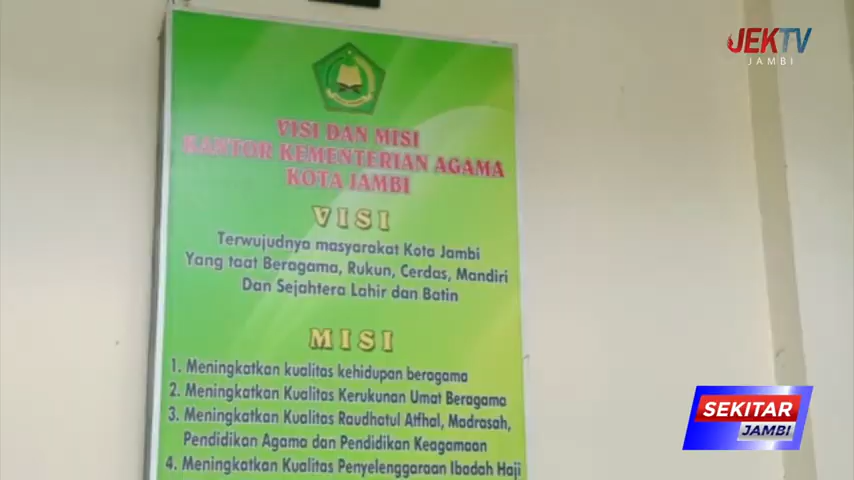 JEKTV
JAMBI
VISI DAN MISI
KANTOR KEMENTERIAN AGAMA
KOTA JAMBI
VISI
Terwujudnya masyarakat Kota Jambi
Yang taat Beragama, Rukun, Cerdas, Mandiri
Dan Sejahtera Lahir dan Batin
MISI
1. Meningkatkan kualitas kehidupan beragama
2. Meningkatkan Kualitas Kerukunan Umat Beragama
3. Meningkatkan Kualitas Raudhatul Atfhal, Madrasah,
Pendidikan Agama dan Pendidikan Keagamaan
4. Meningkatkan Kualitas Penyelenggaraan Ibadah Haji
SEKITAR
JAMBI